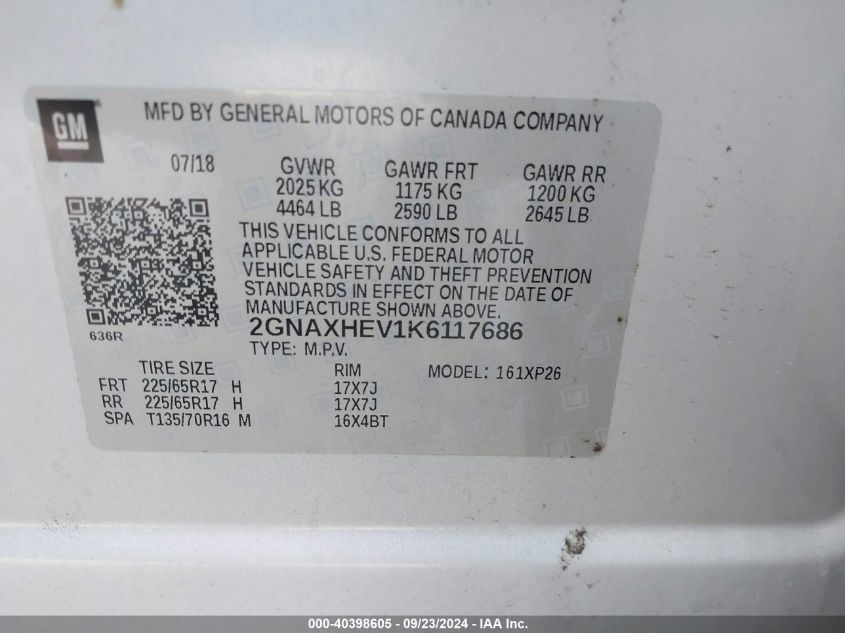 GM
MFD BY GENERAL MOTORS OF CANADA COMPANY
07/18 GVWR GAWR FRT GAWR RR
2025 KG 1175 KG 1200 KG
4464 LB 2590 LB 2645 LB
THIS VEHICLE CONFORMS TO ALL
APPLICABLE U.S. FEDERAL MOTOR
VEHICLE SAFETY AND THEFT PREVENTION
STANDARDS IN EFFECT ON THE DATE OF
MANUFACTURE SHOWN ABOVE.
636R
2GNAXHEV1K6117686
TYPE: M.P.V.
TIRE SIZE RIM MODEL: 161XP26
FRT 225/65R17 H 17X7J
RR 225/65R17 H 17X7J
SPA T135/70R16 M 16X4BT
000-40398605 - 09/23/2024 - IAA Inc.